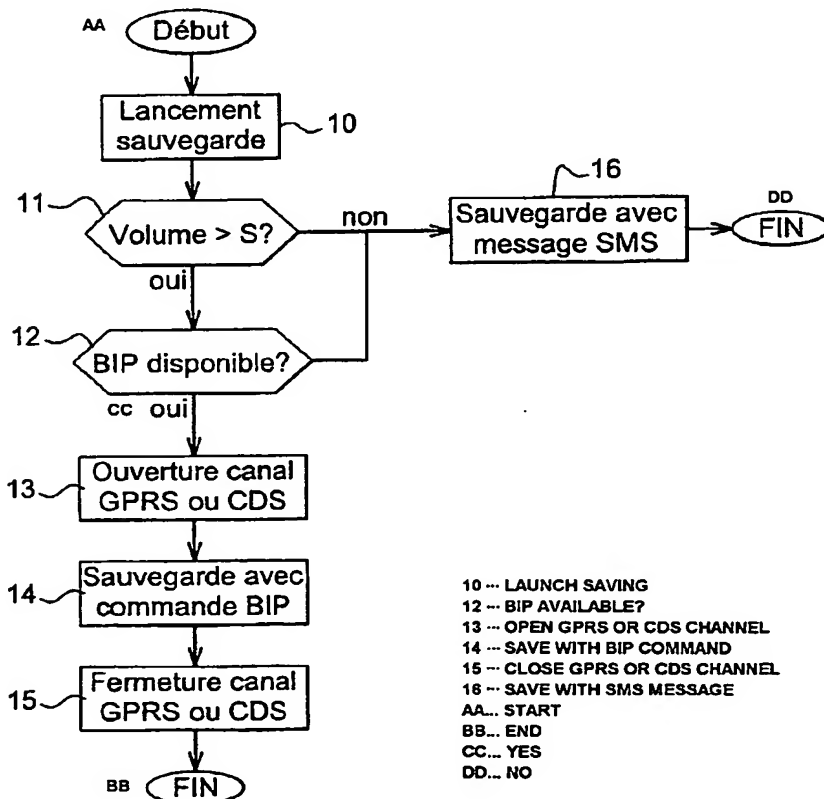 AA
Début
Lancement
sauvegarde
10
11
Volume > S?
non
oui
16
Sauvegarde avec
message SMS
DD
FIN
12
BIP disponible?
cc oui
13
Ouverture canal
GPRS ou CDS
14
Sauvegarde avec
commande BIP
15
Fermeture canal
GPRS ou CDS
BB
FIN
10 --- LAUNCH SAVING
12 --- BIP AVAILABLE?
13 --- OPEN GPRS OR CDS CHANNEL
14 --- SAVE WITH BIP COMMAND
15 --- CLOSE GPRS OR CDS CHANNEL
16 --- SAVE WITH SMS MESSAGE
AA... START
BB... END
CC... YES
DD... NO